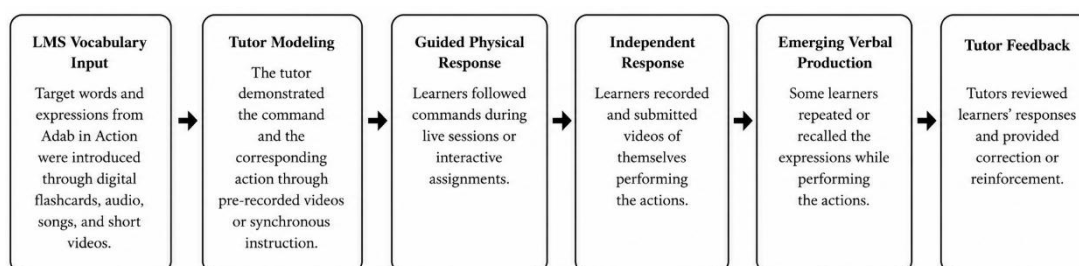 LMS Vocabulary
Input
Target words and
expressions from
Adab in Action
were introduced
through digital
flashcards, audio,
songs, and short
videos.
Tutor Modeling
The tutor
demonstrated
the command
and the
corresponding
action through
pre-recorded videos
or synchronous
instruction.
Guided Physical
Response
Learners followed
commands during
live sessions or
interactive
assignments.
Independent
Response
Learners recorded
and submitted
videos of
themselves
performing
the actions.
Emerging Verbal
Production
Some learners
repeated or
recalled the
expressions while
performing
the actions.
Tutor Feedback
Tutors reviewed
learners’ responses
and provided
correction or
reinforcement.